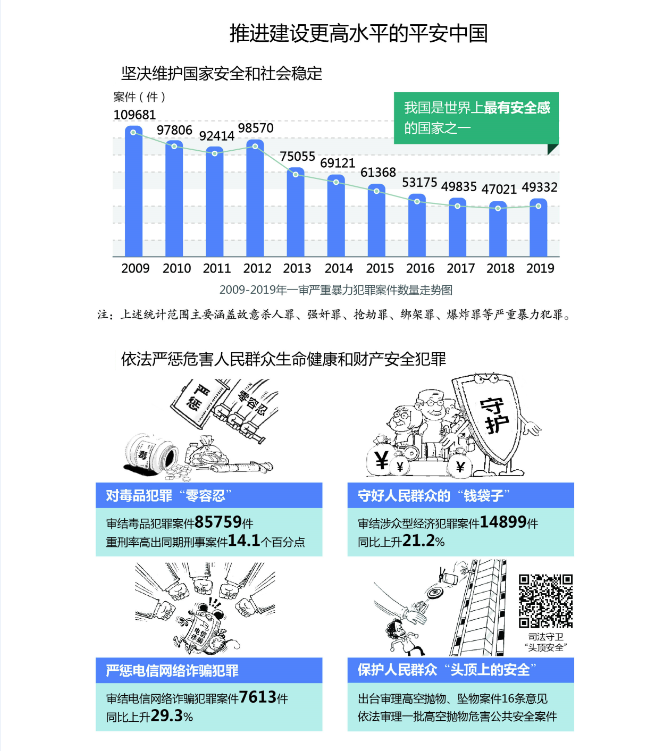 推进建设更高水平的平安中国
坚决维护国家安全和社会稳定
案件（件）
我国是世界上最有安全感
的国家之一
109681
97806
92414
98570
75055
69121
61368
53175
49835
47021
49332
2009 2010 2011 2012 2013 2014 2015 2016 2017 2018 2019
2009-2019年一审严重暴力犯罪案件数量走势图
注：上述统计范围主要涵盖故意杀人罪、强奸罪、抢劫罪、绑架罪、爆炸罪等严重暴力犯罪。
依法严惩危害人民群众生命健康和财产安全犯罪
严惩
零容忍
守护
¥
¥
¥
对毒品犯罪“零容忍”
审结毒品犯罪案件85759件
重刑率高出同期刑事案件14.1个百分点
守好人民群众的“钱袋子”
审结涉众型经济犯罪案件14899件
同比上升21.2%
司法守卫
“头顶安全”
严惩电信网络诈骗犯罪
审结电信网络诈骗犯罪案件7613件
同比上升29.3%
保护人民群众“头顶上的安全”
出台审理高空抛物、坠物案件16条意见
依法审理一批高空抛物危害公共安全案件